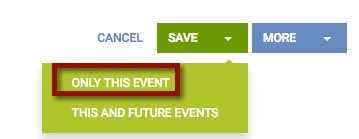 CANCEL SAVE MORE
ONLY THIS EVENT
THIS AND FUTURE EVENTS